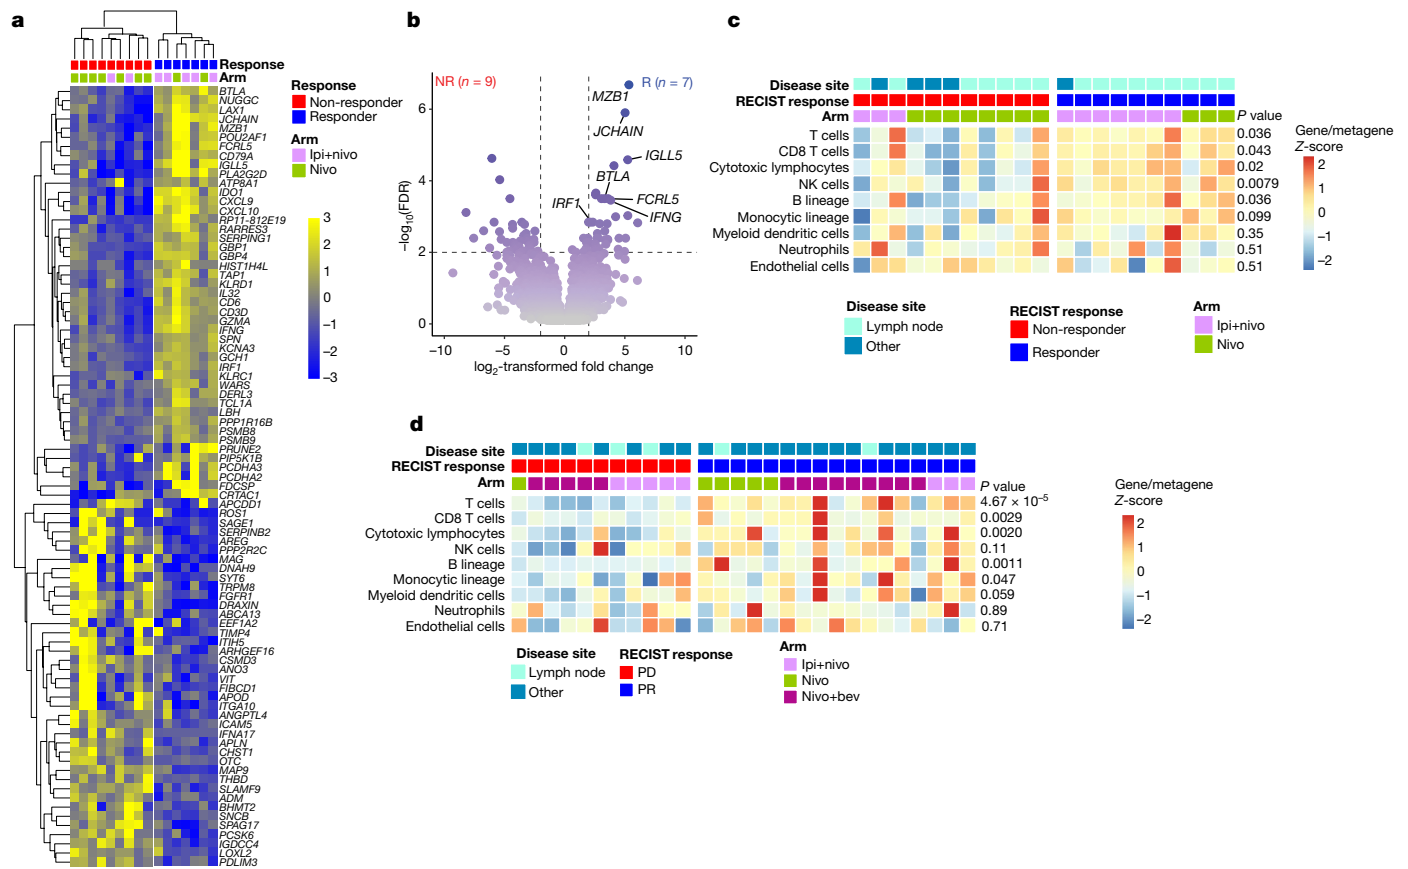 a
Response
Arm
BTLA
NUGGC
LAX1
JCHAIN
MZB1
POU2AF1
FCRL5
CD79A
IGLL5
PLA2G2D
ATP8A1
IDO1
CXCL9
CXCL10
RP11-812E19
RARRES3
SERPING1
GBP1
GBP4
HIST1H4L
TAP1
KLRD1
IL32
CD6
CD3D
GZMA
IFNG
SPN
KCNA3
GCH1
IRF1
KLRC1
WARS
DERL3
TCL1A
LBH
PPP1R16B
PSMB8
PSMB9
PRUNE2
PIP5K1B
PCDHA3
PCDHA2
FDCSP
CRTAC1
APCDD1
ROS1
SAGE1
SERPINB2
AREG
PPP2R2C
MAG
DNAH9
SYT6
TRPM8
FGFR1
DRAXIN
ABCA13
EEF1A2
TIMP4
ITIH5
ARHGEF16
CSMD3
ANO3
VIT
FIBCD1
APOD
ITGA10
ANGPTL4
ICAM5
IFNA17
APLN
CHST1
OTC
MAP9
THBD
SLAMF9
ADM
BHMT2
SNCB
SPAG17
PCSK6
IGDCC4
LOXL2
PDLIM3
Response
Non-responder
Responder
Arm
Ipi+nivo
Nivo
3
2
1
0
−1
−2
−3
b
NR (n = 9)
R (n = 7)
MZB1
JCHAIN
IGLL5
BTLA
FCRL5
IRF1
IFNG
−log10(FDR)
6
4
2
0
−10
−5
0
5
10
log2-transformed fold change
c
Disease site
RECIST response
Arm
P value
T cells 0.036
CD8 T cells 0.043
Cytotoxic lymphocytes 0.02
NK cells 0.0079
B lineage 0.036
Monocytic lineage 0.099
Myeloid dendritic cells 0.35
Neutrophils 0.51
Endothelial cells 0.51
Gene/metagene
Z-score
2
1
0
−1
−2
Disease site
Lymph node
Other
RECIST response
Non-responder
Responder
Arm
Ipi+nivo
Nivo
d
Disease site
RECIST response
Arm
P value
T cells 4.67 × 10−5
CD8 T cells 0.0029
Cytotoxic lymphocytes 0.0020
NK cells 0.11
B lineage 0.0011
Monocytic lineage 0.047
Myeloid dendritic cells 0.059
Neutrophils 0.89
Endothelial cells 0.71
Gene/metagene
Z-score
2
1
0
−1
−2
Disease site
Lymph node
Other
RECIST response
PD
PR
Arm
Ipi+nivo
Nivo
Nivo+bev